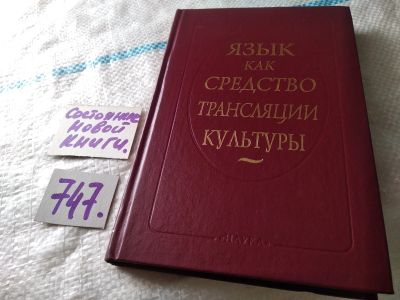 ЯЗЫК
КАК
СРЕДСТВО
ТРАНСЛЯЦИИ
КУЛЬТУРЫ
«НАУКА»
Состояние
новой
книги.
747.